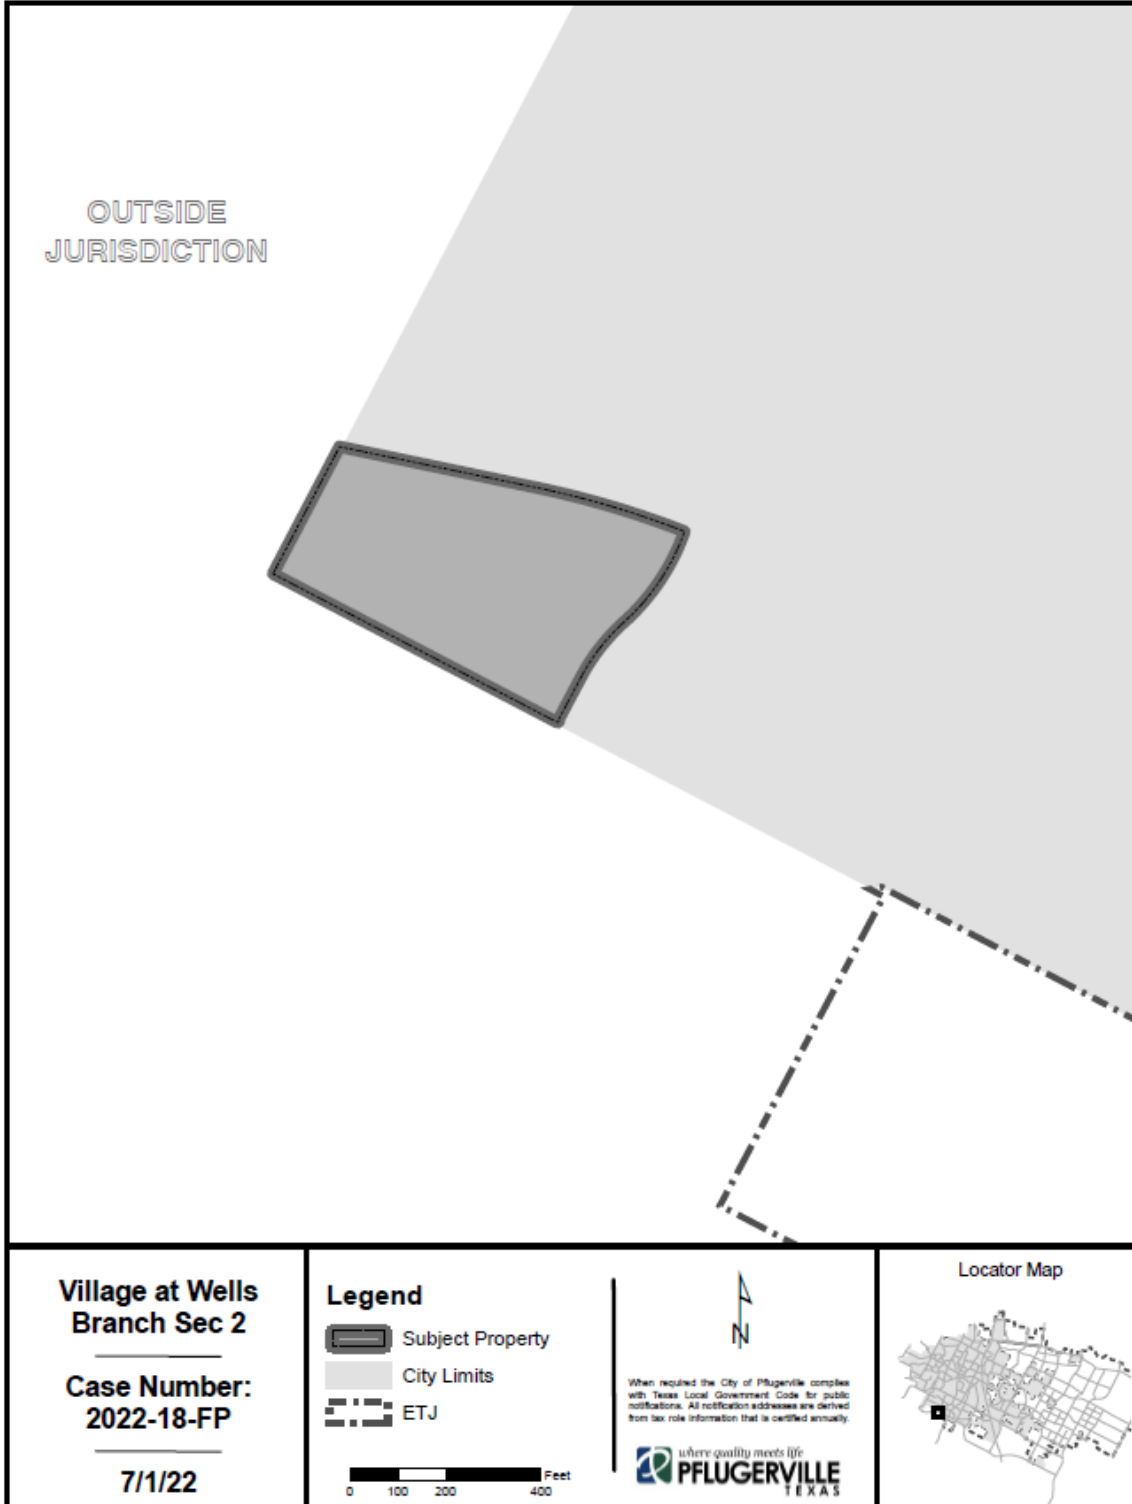 OUTSIDE
JURISDICTION
Village at Wells
Branch Sec 2
Case Number:
2022-18-FP
7/1/22
Legend
Subject Property
City Limits
ETJ
Feet
0 100 200 400
N
When required the City of Pflugerville complies
with Texas Local Government Code for public
notifications. All notification addresses are derived
from tax role information that is certified annually.
where quality meets life
PFLUGERVILLE
TEXAS
Locator Map